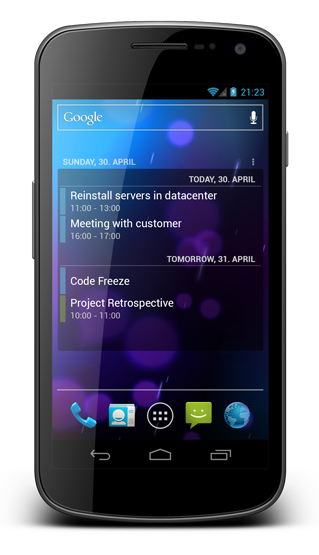 21:23
Google
SUNDAY, 30. APRIL
TODAY, 30. APRIL
Reinstall servers in datacenter
11:00 - 13:00
Meeting with customer
16:00 - 17:00
TOMORROW, 31. APRIL
Code Freeze
Project Retrospective
10:00 - 11:00